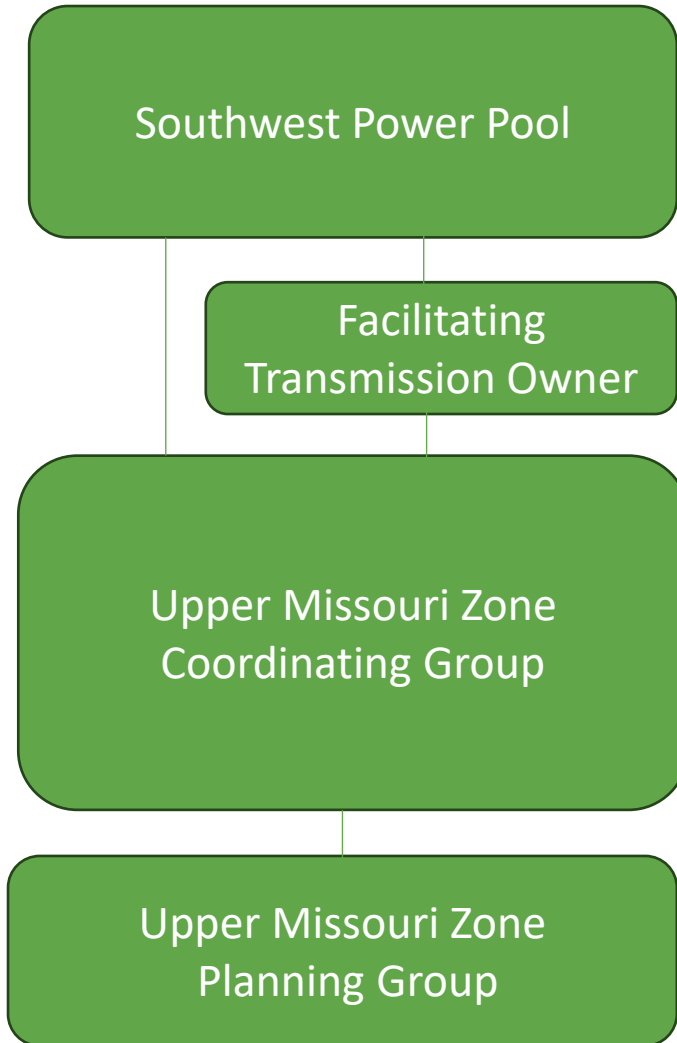 Southwest Power Pool
Facilitating
Transmission Owner
Upper Missouri Zone
Coordinating Group
Upper Missouri Zone
Planning Group